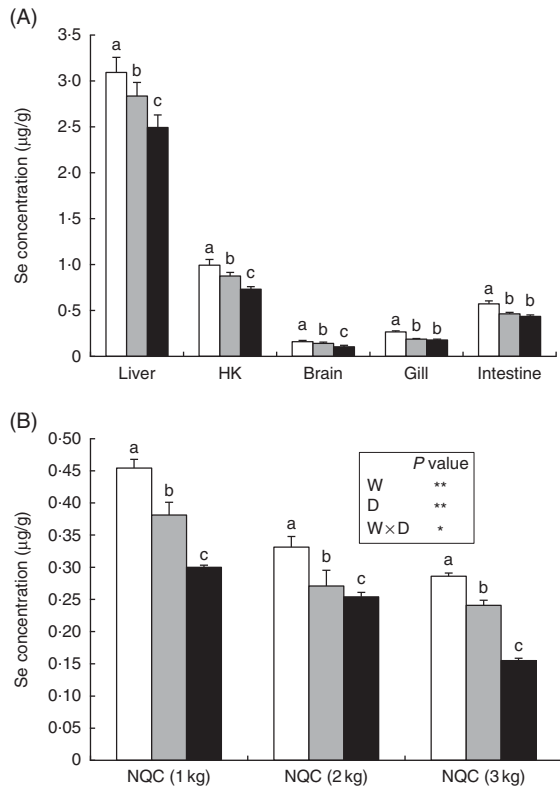 (A)
Se concentration (µg/g)
3·5
3·0
2·5
2·0
1·5
1·0
0·5
0
a b c
a b c
a b c
a b b
a b b
Liver HK Brain Gill Intestine
(B)
Se concentration (µg/g)
0·50
0·45
0·40
0·35
0·30
0·25
0·20
0·15
0·10
0·05
0
a b c
a b c
a b c
P value
W **
D **
W×D *
NQC (1 kg) NQC (2 kg) NQC (3 kg)